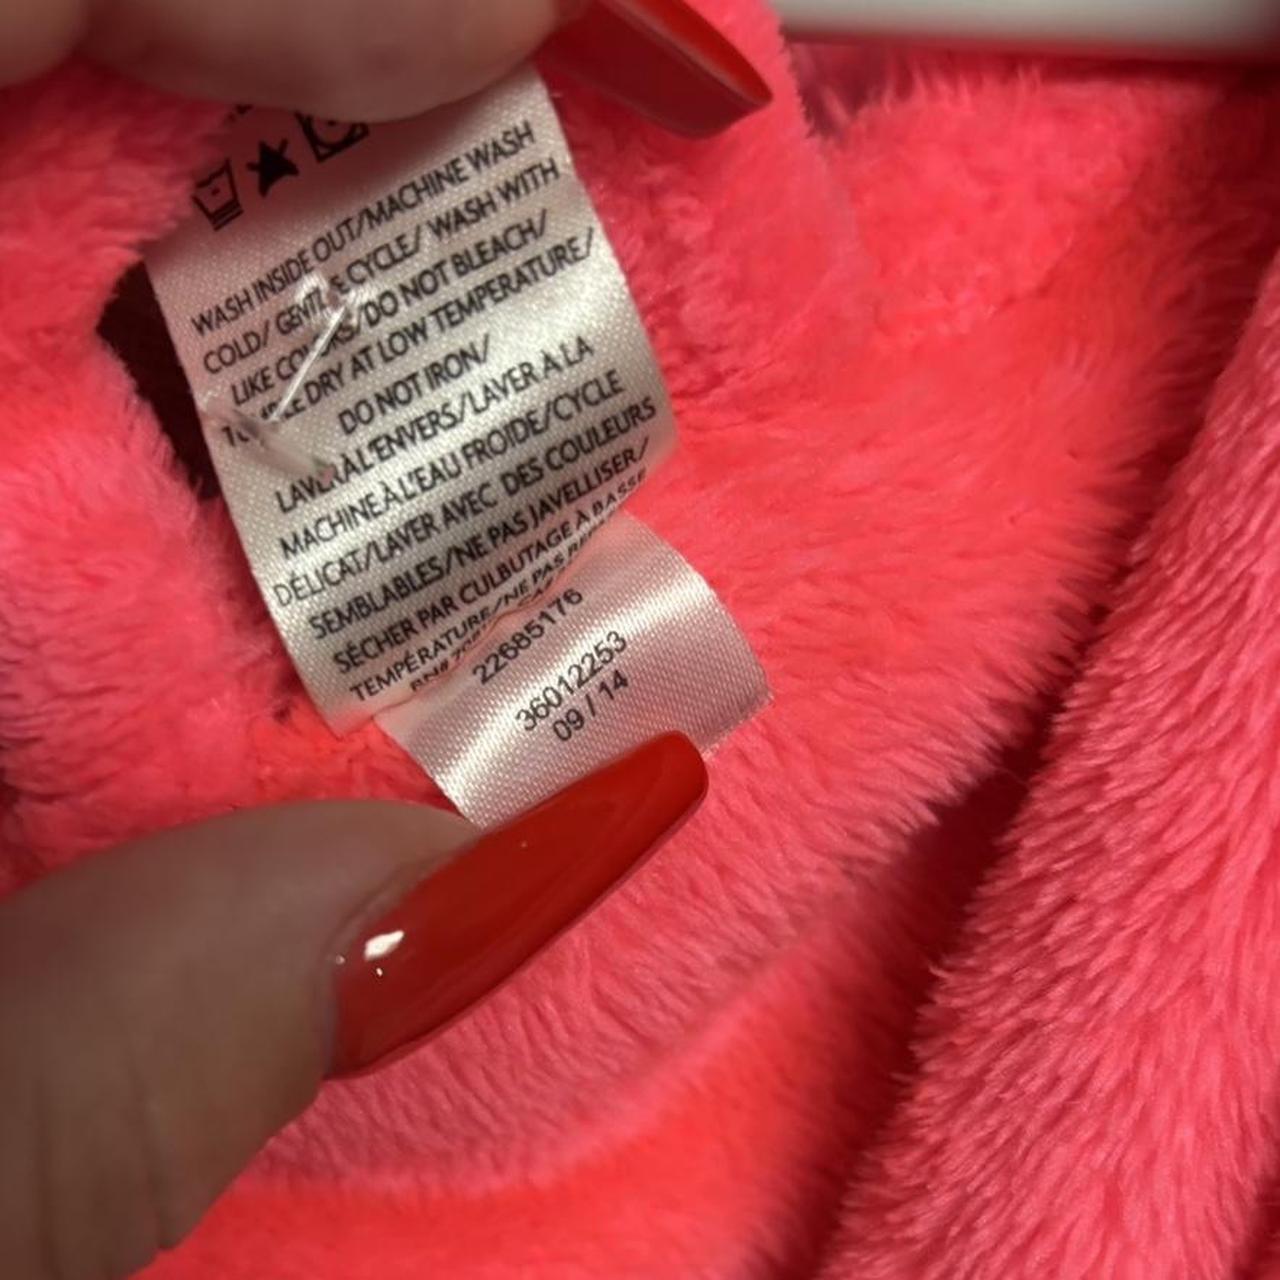 WASH INSIDE OUT/MACHINE WASH
COLD/ GENTLE CYCLE/ WASH WITH
LIKE COLORS/DO NOT BLEACH/
TUMBLE DRY AT LOW TEMPERATURE/
DO NOT IRON/
LAVER À L'ENVERS/LAVER À LA
MACHINE À L'EAU FROIDE/CYCLE
DÉLICAT/LAVER AVEC DES COULEURS
SEMBLABLES/NE PAS JAVELLISER/
SÉCHER PAR CULBUTAGE À BASSE
TEMPÉRATURE/NE PAS
22685176
36012253
09 / 14